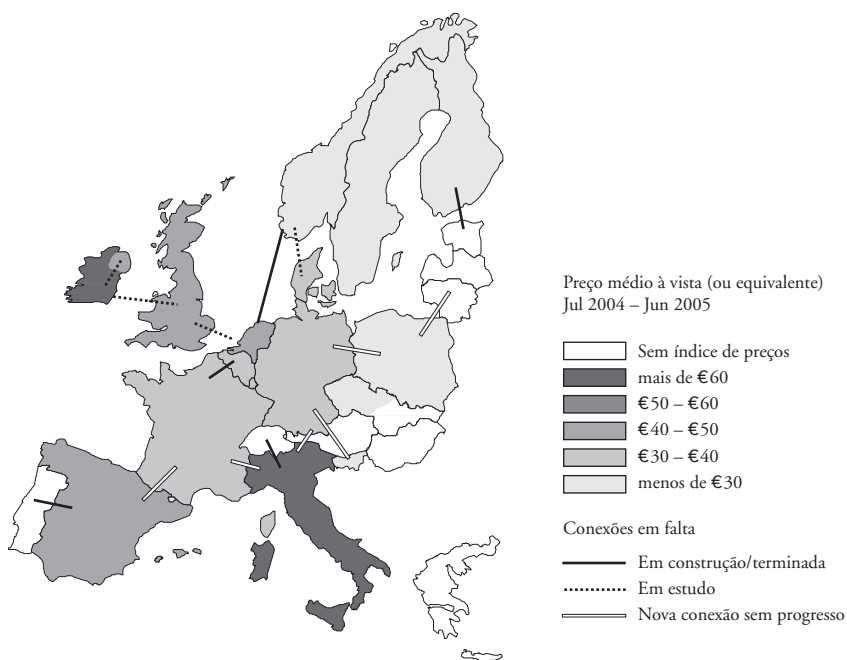 Preço médio à vista (ou equivalente)
Jul 2004 – Jun 2005
Sem índice de preços
mais de €60
€50 – €60
€40 – €50
€30 – €40
menos de €30
Conexões em falta
Em construção/terminada
Em estudo
Nova conexão sem progresso